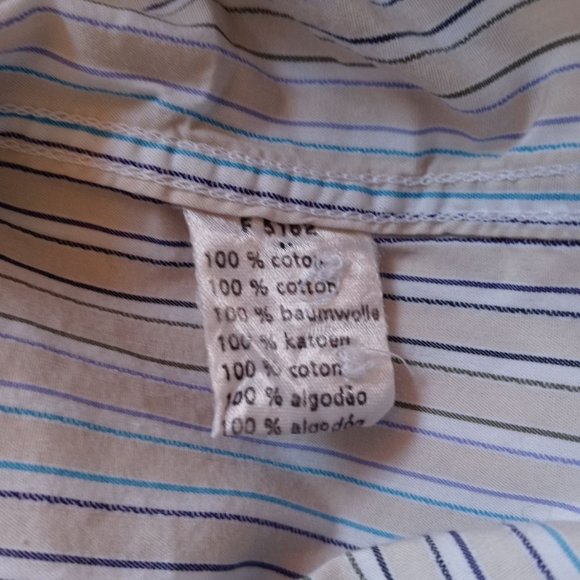 F 5162
100 % coton
100 % cotton
100 % baumwolle
100 % katoen
100 % coton
100 % algodão
100 % algodão